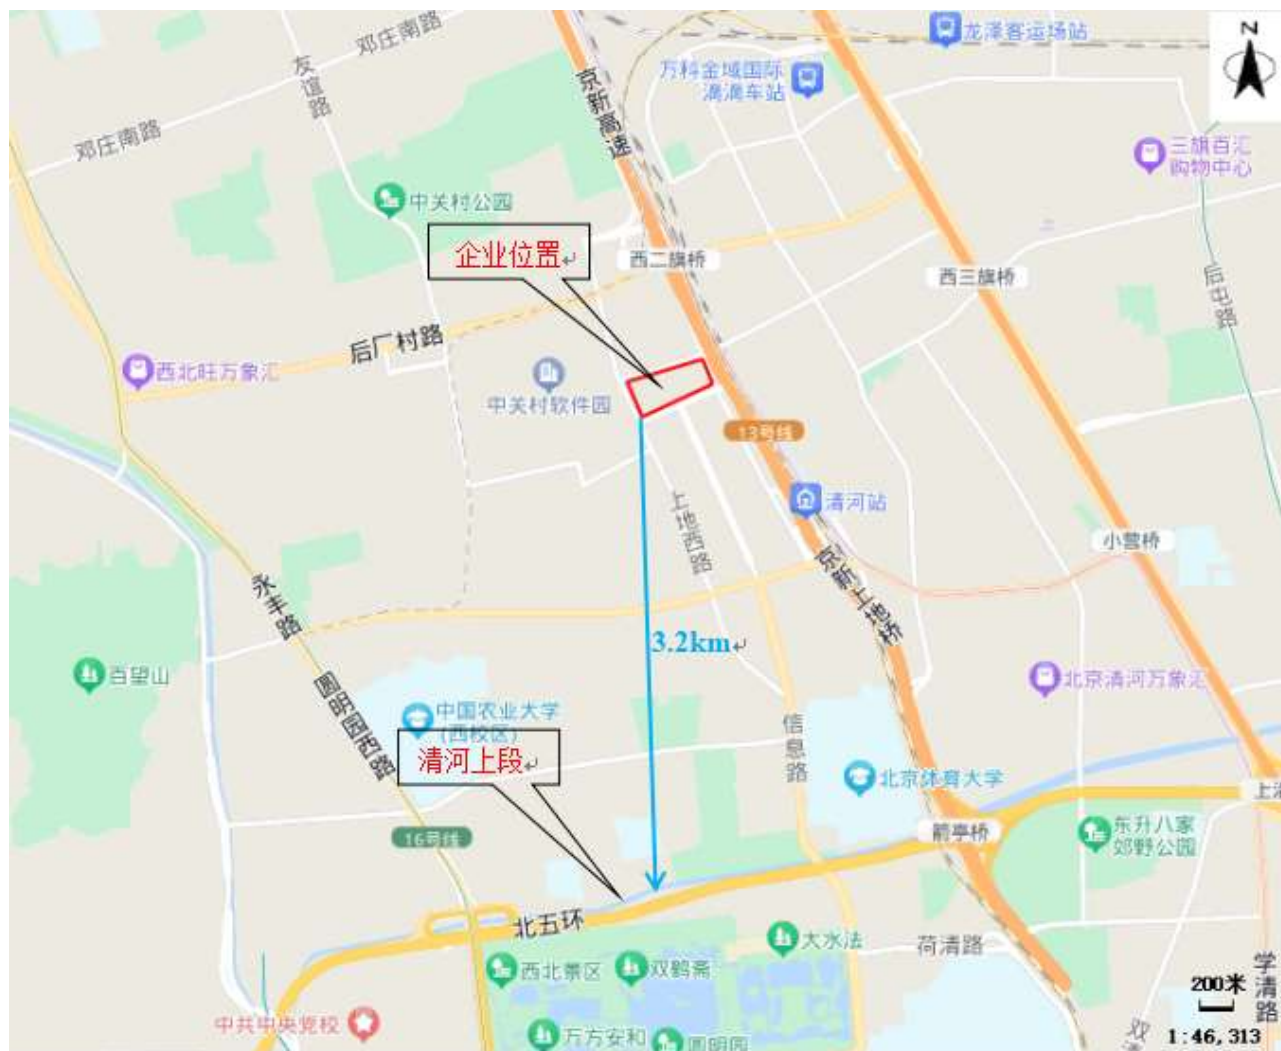 邓庄南路
龙泽客运场站
N
友谊路
万科金域国际
滴滴车站
京新高速
邓庄南路
三旗百汇
购物中心
中关村公园
企业位置
西二旗桥
西三旗桥
后屯路
后厂村路
西北旺万象汇
中关村软件园
13号线
清河站
上地西路
小营桥
京新上地桥
永丰路
3.2km
百望山
圆明园西路
北京清河万象汇
中国农业大学
(西校区)
信息路
清河上段
北京体育大学
上清
16号线
箭亭桥
东升八家
郊野公园
北五环
大水法
荷清路
西北景区
双鹤斋
学清路
200米
中共中央党校
万方安和
圆明园
双清
1:46,313